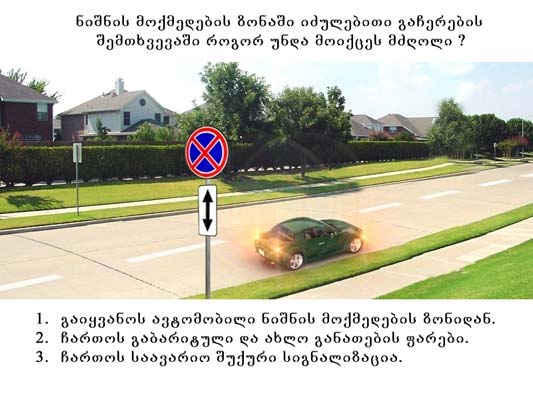 ნიშნის მოქმედების ზონაში იძულებითი გაჩერების
შემთხვევაში როგორ უნდა მოიქცეს მძღოლი ?
1. გაიყვანოს ავტომობილი ნიშნის მოქმედების ზონიდან.
2. ჩართოს გაბარიტული და ახლო განათების ფარები.
3. ჩართოს საავარიო შუქური სიგნალიზაცია.